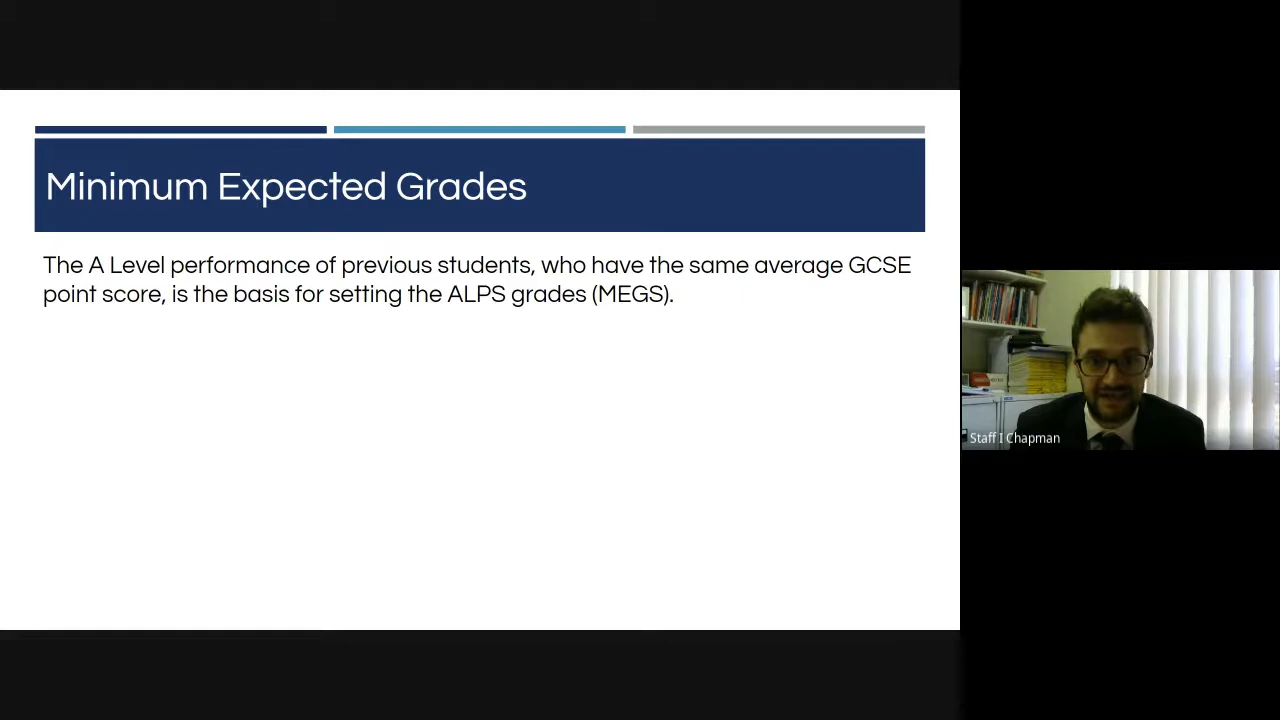 Minimum Expected Grades
The A Level performance of previous students, who have the same average GCSE
point score, is the basis for setting the ALPS grades (MEGS).
Staff I Chapman